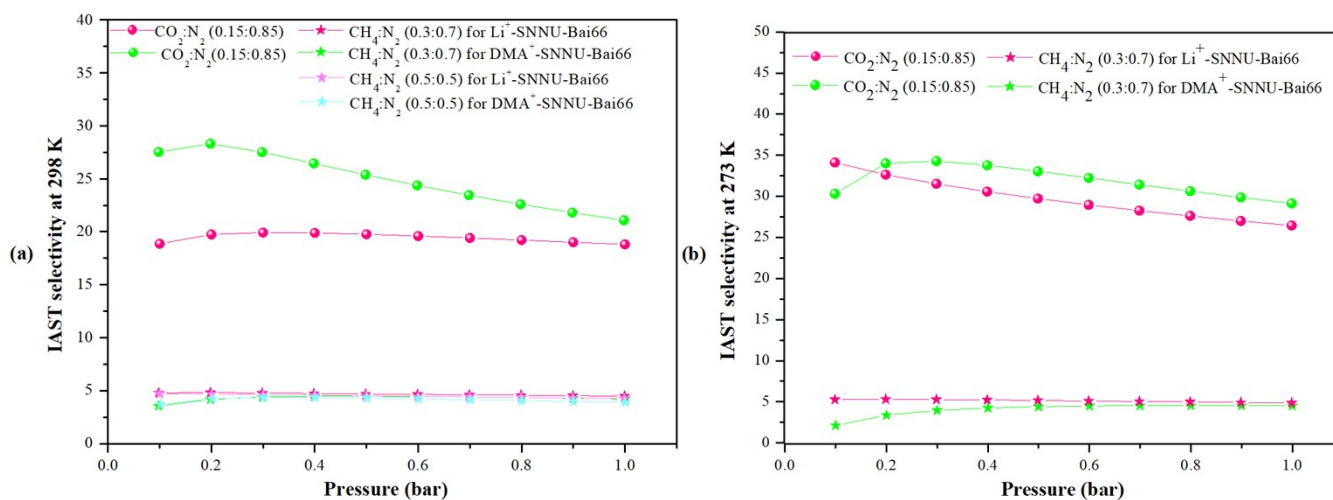 (a)
IAST selectivity at 298 K
40
35
30
25
20
15
10
5
0
CO2:N2 (0.15:0.85)
CO2:N2 (0.15:0.85)
CH4:N2 (0.3:0.7) for Li+-SNNU-Bai66
CH4:N2 (0.3:0.7) for DMA+-SNNU-Bai66
CH4:N2 (0.5:0.5) for Li+-SNNU-Bai66
CH4:N2 (0.5:0.5) for DMA+-SNNU-Bai66
0.0 0.2 0.4 0.6 0.8 1.0
Pressure (bar)
(b)
IAST selectivity at 273 K
50
45
40
35
30
25
20
15
10
5
0
CO2:N2 (0.15:0.85)
CO2:N2 (0.15:0.85)
CH4:N2 (0.3:0.7) for Li+-SNNU-Bai66
CH4:N2 (0.3:0.7) for DMA+-SNNU-Bai66
0.0 0.2 0.4 0.6 0.8 1.0
Pressure (bar)